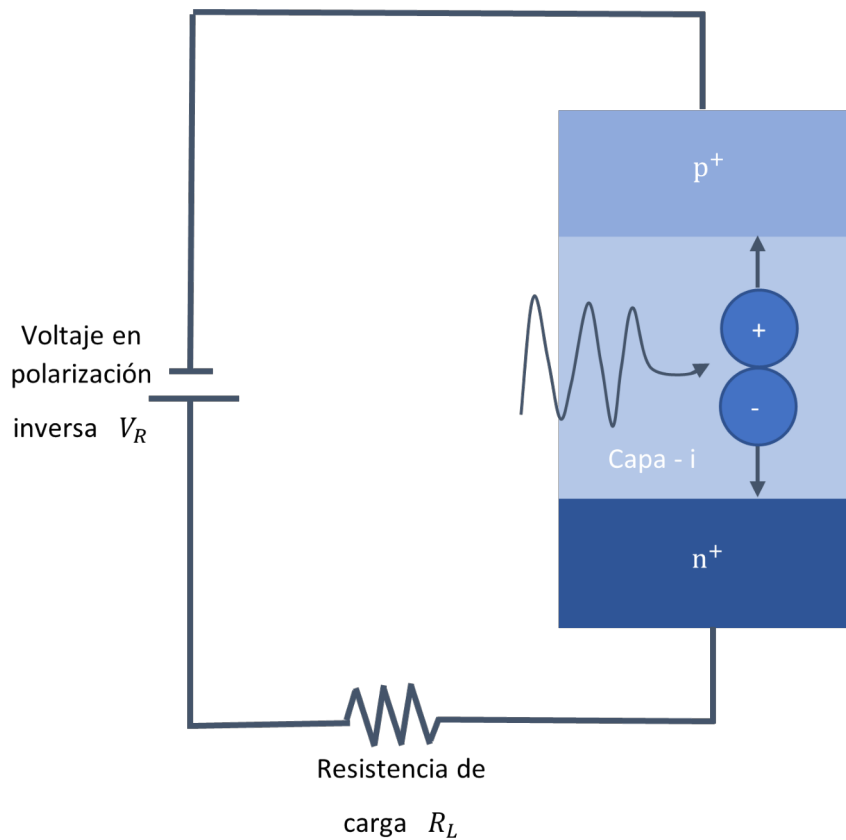 p⁺
Voltaje en
polarización
inversa V_R
+
-
Capa - i
n⁺
Resistencia de
carga R_L